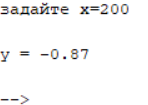 задайте x=200
y = -0.87
-->